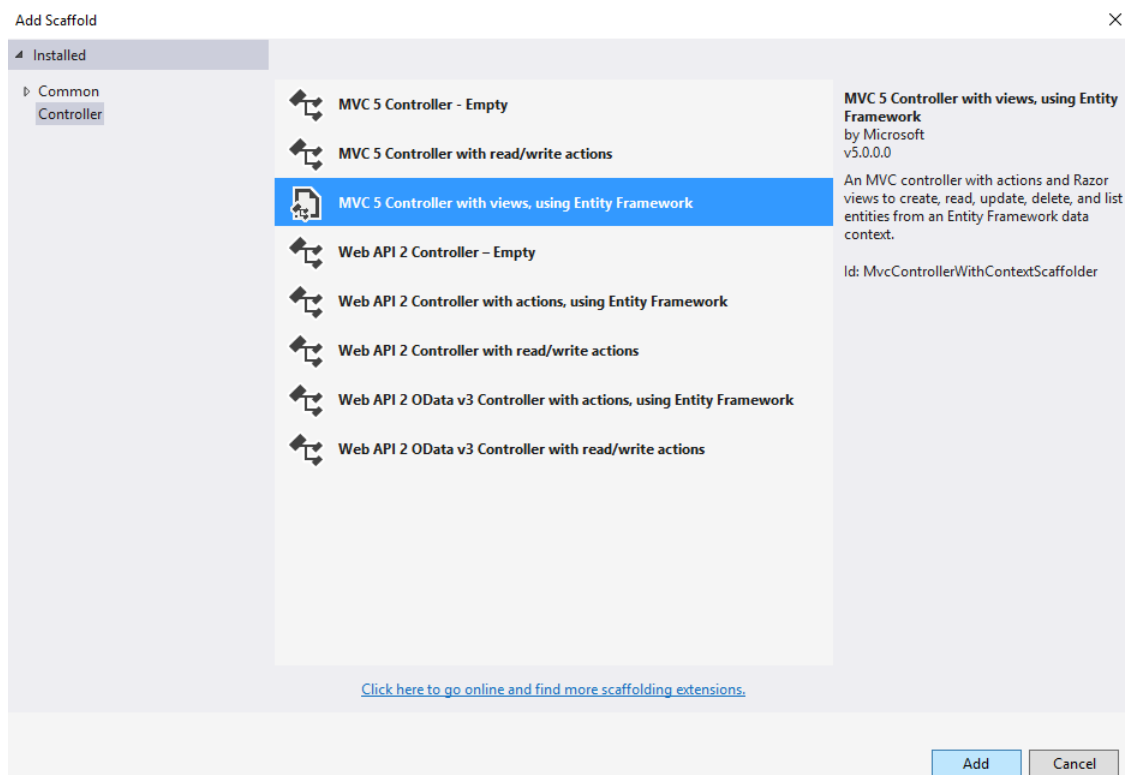 Add Scaffold
Installed
Common
Controller
MVC 5 Controller - Empty
MVC 5 Controller with read/write actions
MVC 5 Controller with views, using Entity Framework
Web API 2 Controller – Empty
Web API 2 Controller with actions, using Entity Framework
Web API 2 Controller with read/write actions
Web API 2 OData v3 Controller with actions, using Entity Framework
Web API 2 OData v3 Controller with read/write actions
Click here to go online and find more scaffolding extensions.
MVC 5 Controller with views, using Entity
Framework
by Microsoft
v5.0.0.0
An MVC controller with actions and Razor
views to create, read, update, delete, and list
entities from an Entity Framework data
context.
Id: MvcControllerWithContextScaffolder
Add
Cancel